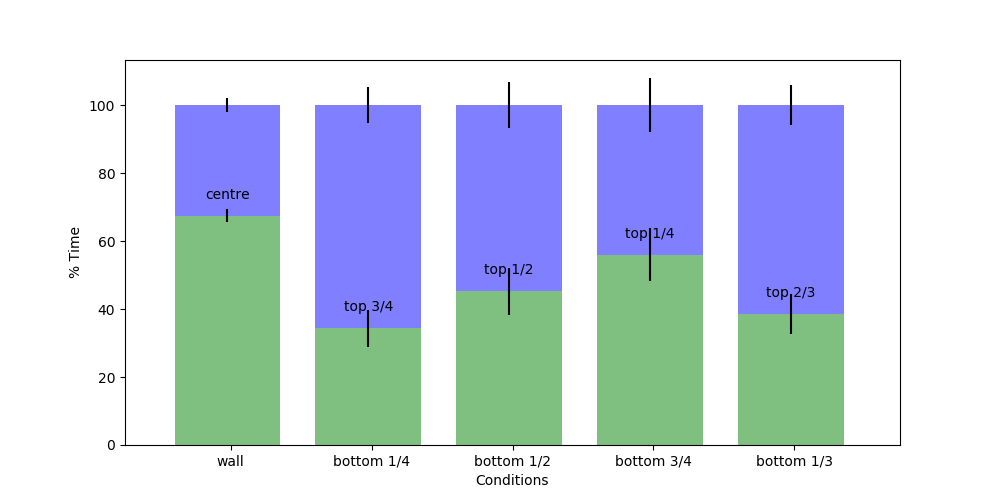 100
80
60
40
20
0
% Time
centre
top 3/4
top 1/2
top 1/4
top 2/3
wall
bottom 1/4
bottom 1/2
bottom 3/4
bottom 1/3
Conditions